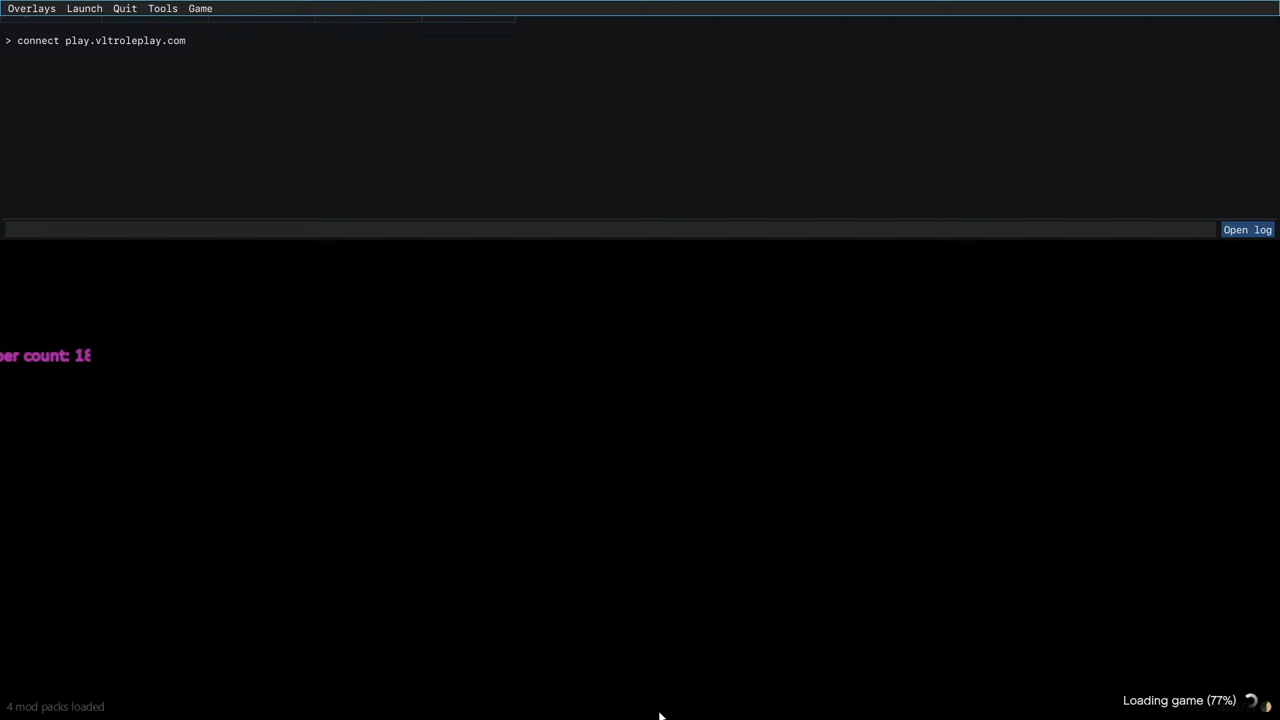 Overlays Launch Quit Tools Game
> connect play.vltroleplay.com
Open log
count: 18
4 mod packs loaded
Loading game (77%)